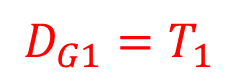 D_{G1} = T_1